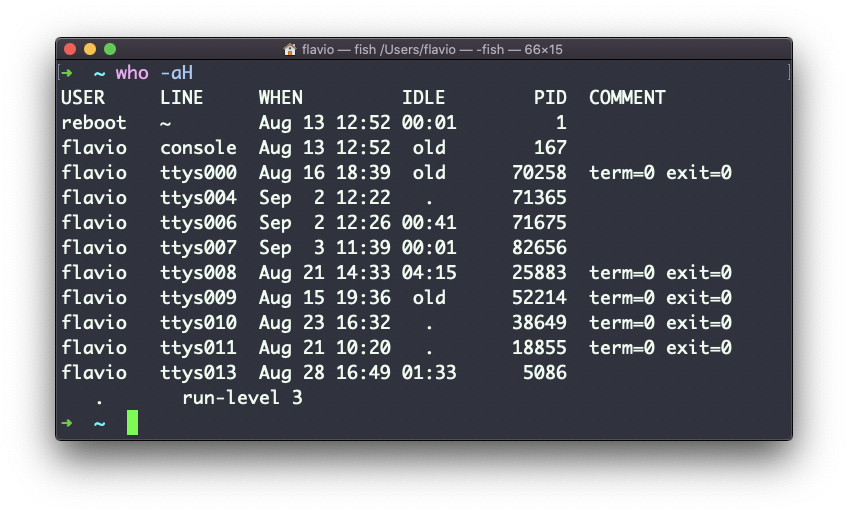 flavio — fish /Users/flavio — -fish — 66×15
➜  ~ who -aH
USER     LINE     WHEN         IDLE        PID  COMMENT
reboot   ~        Aug 13 12:52 00:01         1
flavio   console  Aug 13 12:52  old        167
flavio   ttys000  Aug 16 18:39  old      70258  term=0 exit=0
flavio   ttys004  Sep  2 12:22   .       71365
flavio   ttys006  Sep  2 12:26 00:41     71675
flavio   ttys007  Sep  3 11:39 00:01     82656
flavio   ttys008  Aug 21 14:33 04:15     25883  term=0 exit=0
flavio   ttys009  Aug 15 19:36  old      52214  term=0 exit=0
flavio   ttys010  Aug 23 16:32   .       38649  term=0 exit=0
flavio   ttys011  Aug 21 10:20   .       18855  term=0 exit=0
flavio   ttys013  Aug 28 16:49 01:33      5086
   .       run-level 3
➜  ~